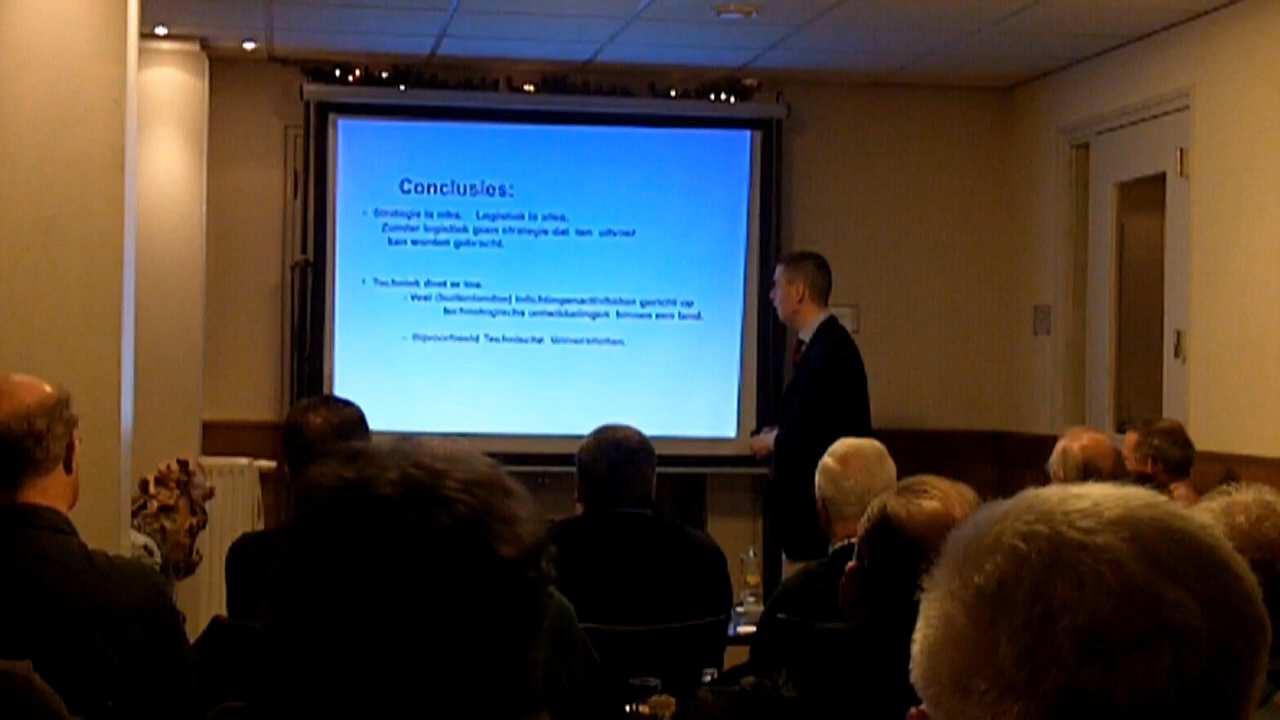 Conclusies:
- Strategie is niks. Logistiek is alles.
Zonder logistiek geen strategie dat ten uitvoer
kan worden gebracht.
- Techniek doet er toe.
- Veel (buitenlandse) inlichtingenactiviteiten gericht op
technologische ontwikkelingen binnen een land.
- Bijvoorbeeld Technische Universiteiten.